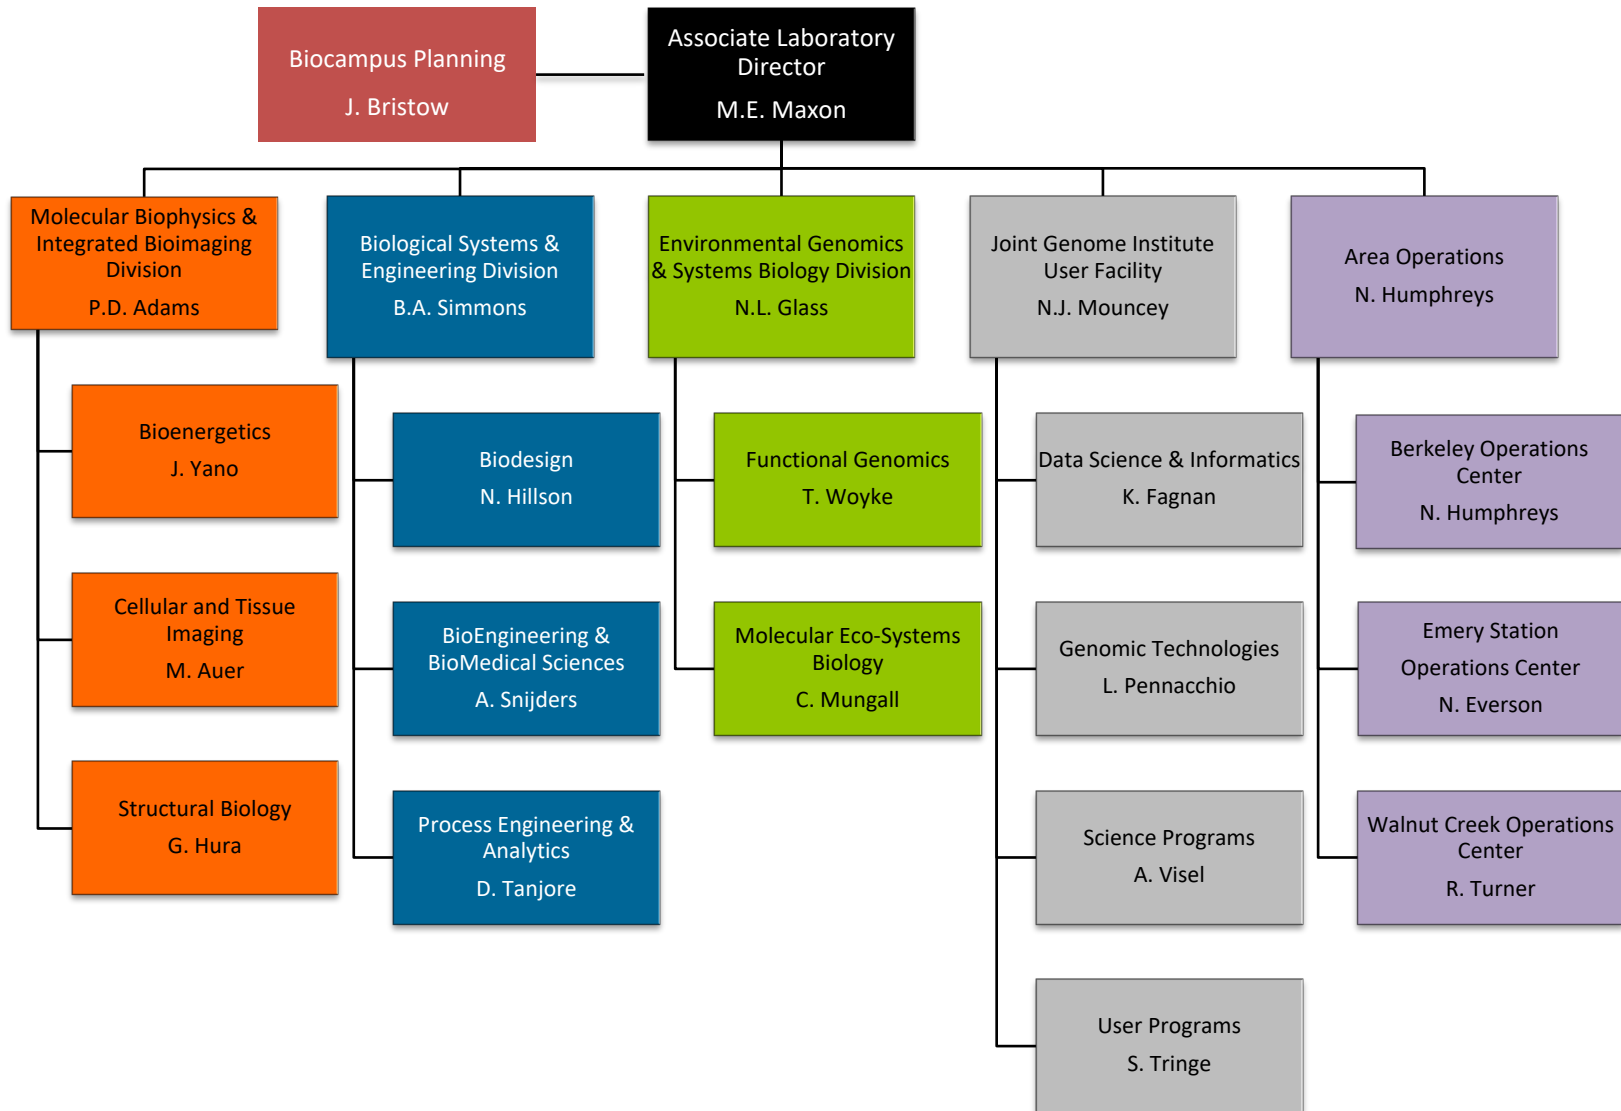 Biocampus Planning
J. Bristow
Associate Laboratory
Director
M.E. Maxon
Molecular Biophysics &
Integrated Bioimaging
Division
P.D. Adams
Biological Systems &
Engineering Division
B.A. Simmons
Environmental Genomics
& Systems Biology Division
N.L. Glass
Joint Genome Institute
User Facility
N.J. Mouncey
Area Operations
N. Humphreys
Bioenergetics
J. Yano
Cellular and Tissue
Imaging
M. Auer
Structural Biology
G. Hura
Biodesign
N. Hillson
BioEngineering &
BioMedical Sciences
A. Snijders
Process Engineering &
Analytics
D. Tanjore
Functional Genomics
T. Woyke
Molecular Eco-Systems
Biology
C. Mungall
Data Science & Informatics
K. Fagnan
Genomic Technologies
L. Pennacchio
Science Programs
A. Visel
User Programs
S. Tringe
Berkeley Operations
Center
N. Humphreys
Emery Station
Operations Center
N. Everson
Walnut Creek Operations
Center
R. Turner